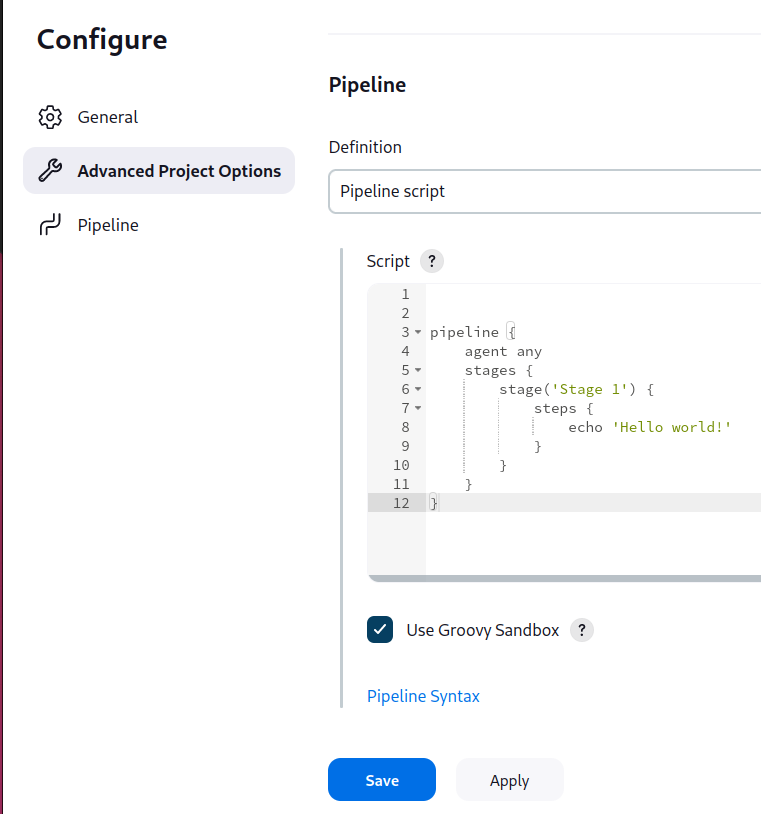 Configure
General
Advanced Project Options
Pipeline
Pipeline
Definition
Pipeline script
Script ?
1
2
3 pipeline {
4     agent any
5     stages {
6         stage('Stage 1') {
7             steps {
8                 echo 'Hello world!'
9             }
10         }
11     }
12 }
Use Groovy Sandbox ?
Pipeline Syntax
Save Apply